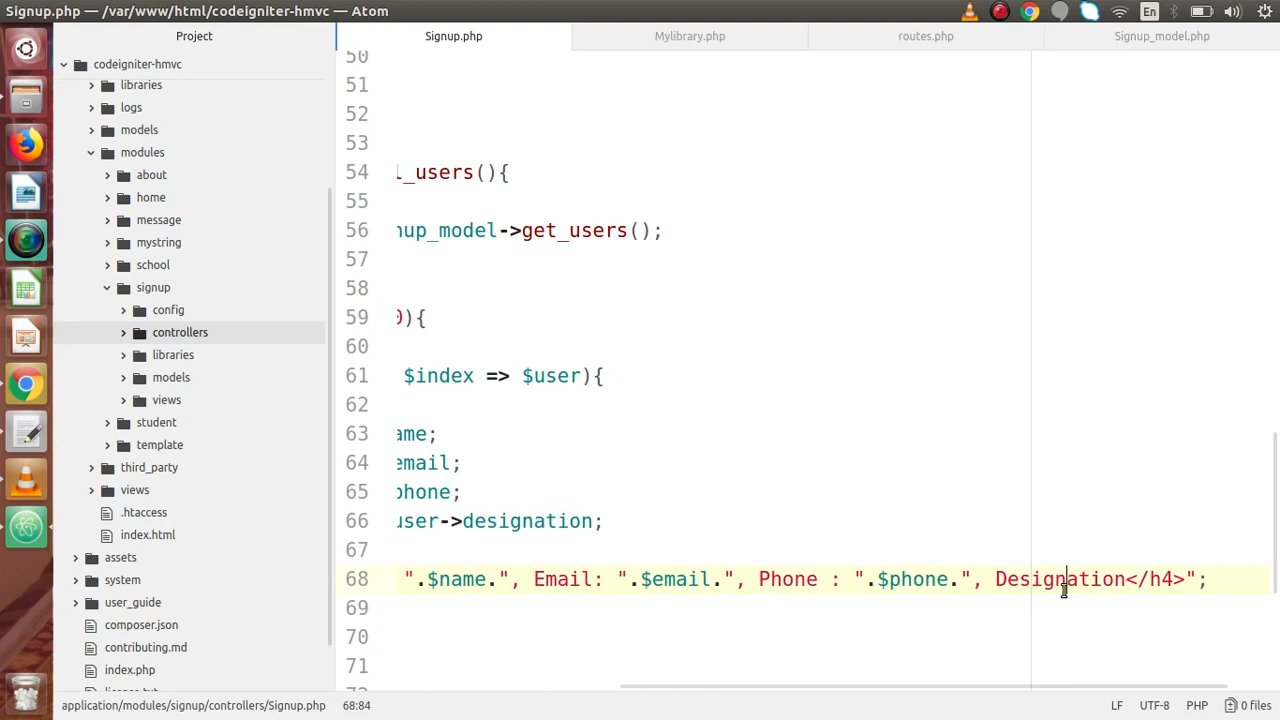 Signup.php — /var/www/html/codeigniter-hmvc — Atom
En
Project
Signup.php
Mylibrary.php
routes.php
Signup_model.php
codeigniter-hmvc
libraries
logs
models
modules
about
home
message
mystring
school
signup
config
controllers
libraries
models
views
student
template
third_party
views
.htaccess
index.html
assets
system
user_guide
composer.json
contributing.md
index.php
50
51
52
53
54 l_users(){
55
56 nup_model->get_users();
57
58
59 0){
60
61 $index => $user){
62
63 ame;
64 email;
65 phone;
66 user->designation;
67
68 ".$name.", Email: ".$email.", Phone : ".$phone.", Designation</h4>";
69
70
71
application/modules/signup/controllers/Signup.php 68:84
LF UTF-8 PHP 0 files